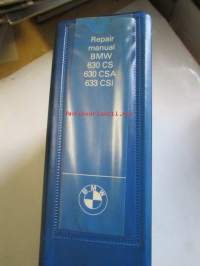 Repair
manual
BMW
630 CS
630 CSA
633 CSi
BMW